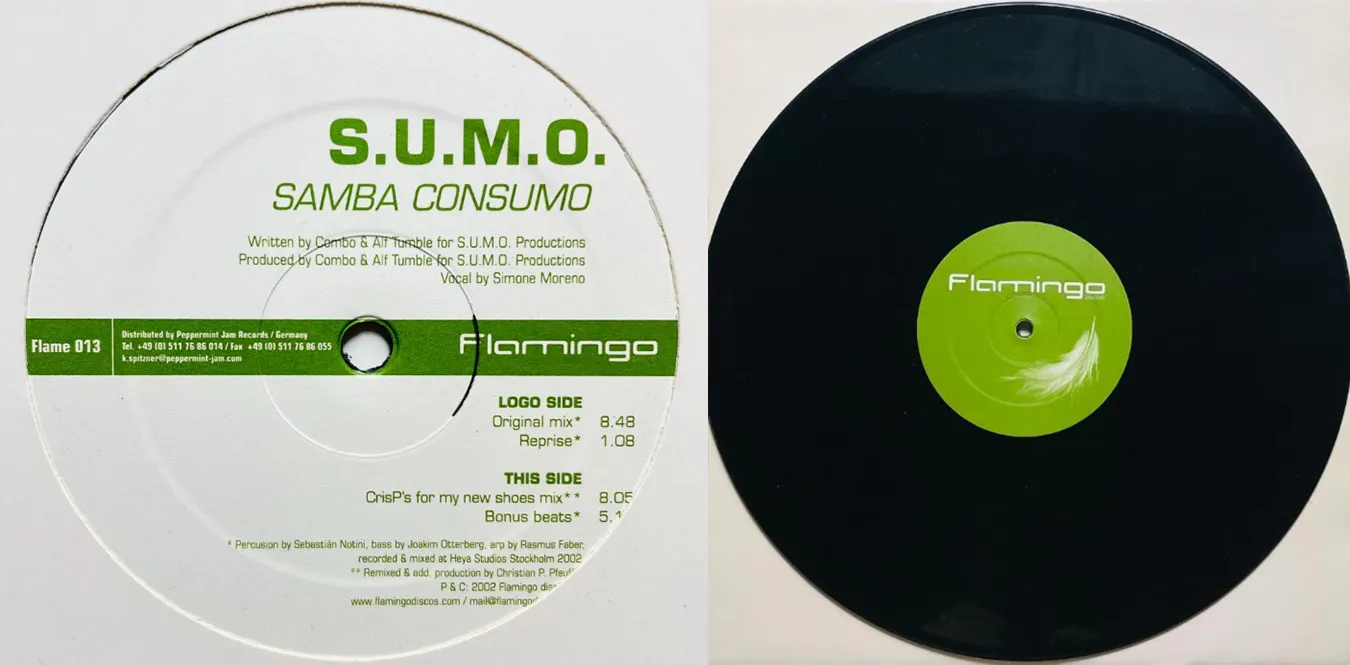 S.U.M.O.
SAMBA CONSUMO
Written by Combo & Alf Tumble for S.U.M.O. Productions
Produced by Combo & Alf Tumble for S.U.M.O. Productions
Vocal by Simone Moreno
Flame 013
Distributed by Peppermint Jam Records / Germany
Tel. +49 (0) 511 76 86 014 / Fax +49 (0) 511 76 86 055
k.spitzner@peppermint-jam.com
Flamingo
LOGO SIDE
Original mix* 8.48
Reprise* 1.08
THIS SIDE
CrisP's for my new shoes mix** 8.05
Bonus beats*
* Percusion by Sebastián Notini, bass by Joakim Otterberg, arp by Rasmus Faber,
recorded & mixed at Heya Studios Stockholm 2002
** Remixed & add. production by Christian P.
P & C: 2002 Flamingo
www.flamingodiscos.com /
Flamingo